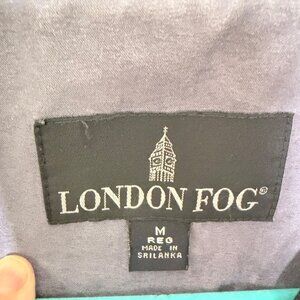 LONDON FOG®
M
REG
MADE IN
SRILANKA